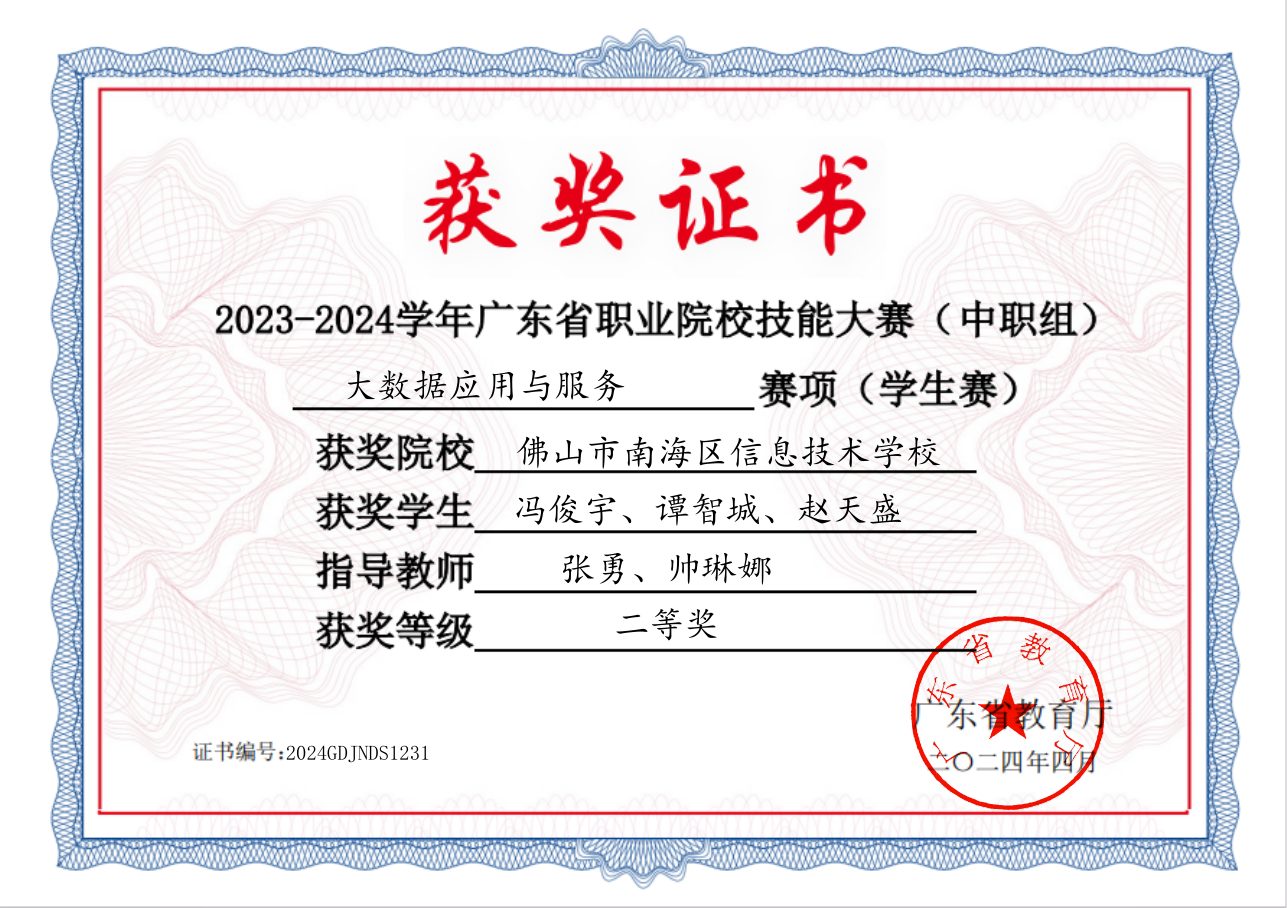 获奖证书
2023-2024学年广东省职业院校技能大赛（中职组）
大数据应用与服务 赛项（学生赛）
获奖院校 佛山市南海区信息技术学校
获奖学生 冯俊宇、谭智城、赵天盛
指导教师 张勇、帅琳娜
获奖等级 二等奖
广东省教育厅
广东省教育厅
证书编号:2024GDJNDS1231
二〇二四年四月